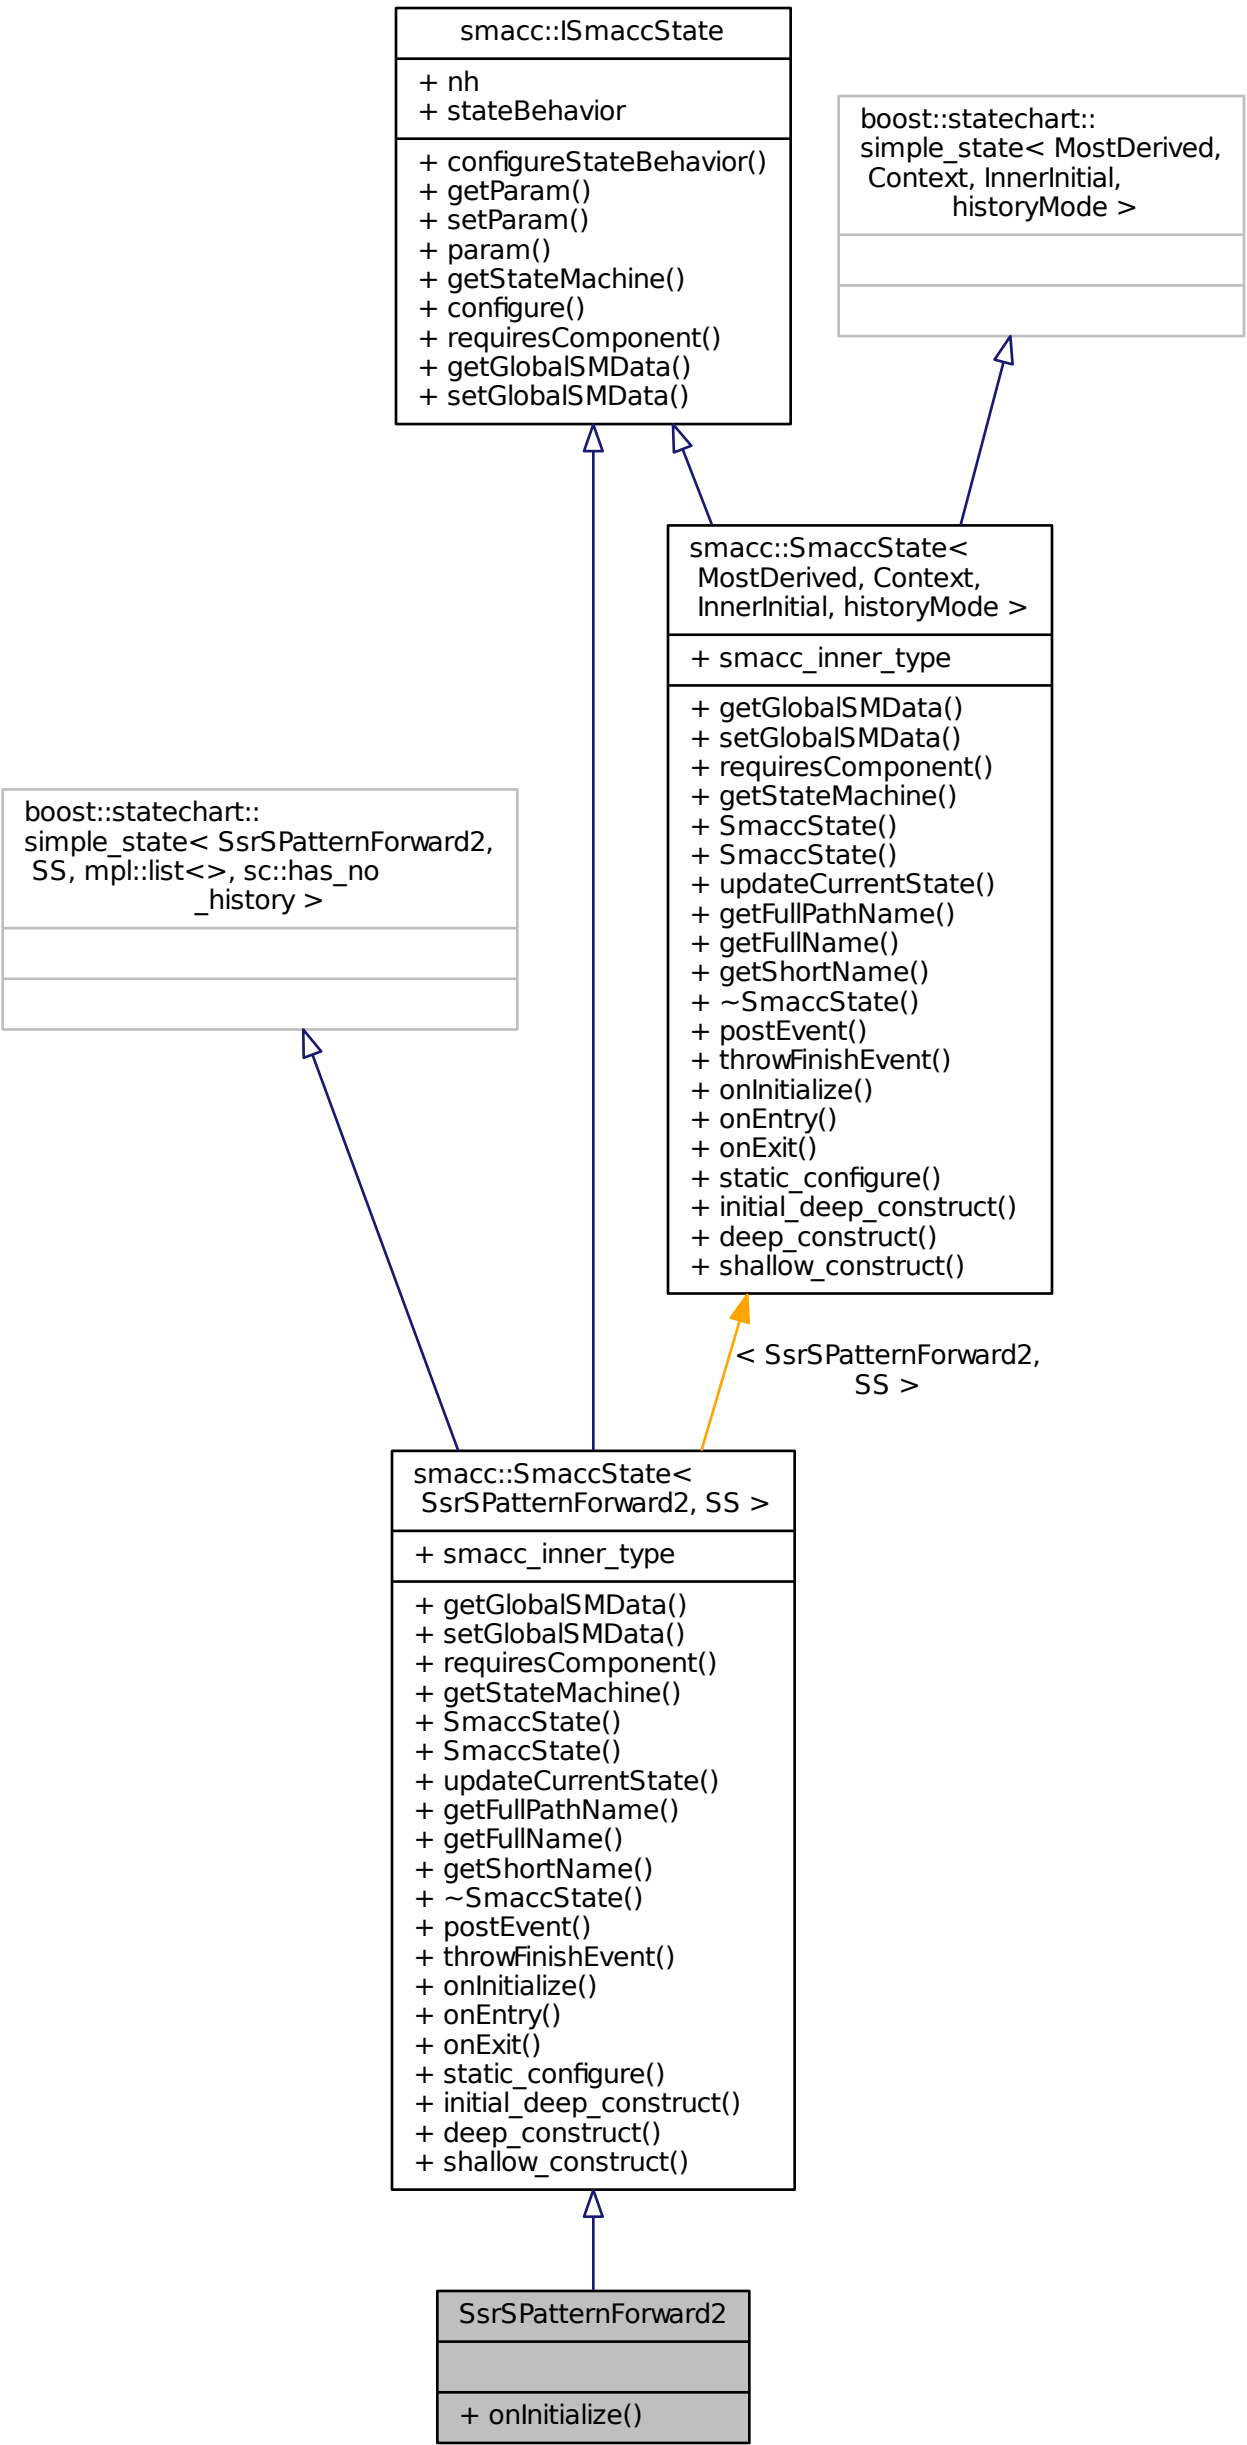 smacc::ISmaccState
+ nh
+ stateBehavior
+ configureStateBehavior()
+ getParam()
+ setParam()
+ param()
+ getStateMachine()
+ configure()
+ requiresComponent()
+ getGlobalSMData()
+ setGlobalSMData()
boost::statechart::
simple_state< MostDerived,
Context, InnerInitial,
historyMode >
smacc::SmaccState<
MostDerived, Context,
InnerInitial, historyMode >
+ smacc_inner_type
+ getGlobalSMData()
+ setGlobalSMData()
+ requiresComponent()
+ getStateMachine()
+ SmaccState()
+ SmaccState()
+ updateCurrentState()
+ getFullPathName()
+ getFullName()
+ getShortName()
+ ~SmaccState()
+ postEvent()
+ throwFinishEvent()
+ onInitialize()
+ onEntry()
+ onExit()
+ static_configure()
+ initial_deep_construct()
+ deep_construct()
+ shallow_construct()
boost::statechart::
simple_state< SsrSPatternForward2,
SS, mpl::list<>, sc::has_no
_history >
< SsrSPatternForward2,
SS >
smacc::SmaccState<
SsrSPatternForward2, SS >
+ smacc_inner_type
+ getGlobalSMData()
+ setGlobalSMData()
+ requiresComponent()
+ getStateMachine()
+ SmaccState()
+ SmaccState()
+ updateCurrentState()
+ getFullPathName()
+ getFullName()
+ getShortName()
+ ~SmaccState()
+ postEvent()
+ throwFinishEvent()
+ onInitialize()
+ onEntry()
+ onExit()
+ static_configure()
+ initial_deep_construct()
+ deep_construct()
+ shallow_construct()
SsrSPatternForward2
+ onInitialize()